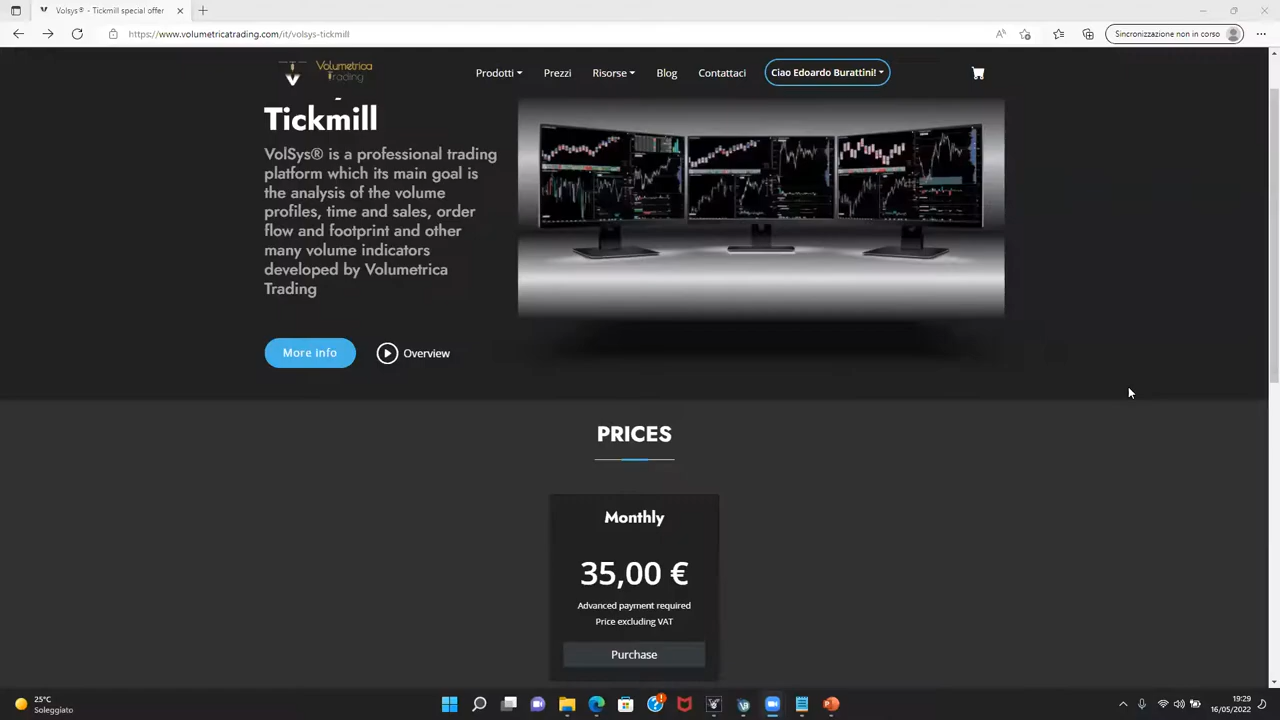 Volsys ® - Tickmill special offer
https://www.volumetricatrading.com/it/volsys-tickmill
Sincronizzazione non in corso
Volumetrica
Trading
Prodotti
Prezzi
Risorse
Blog
Contattaci
Ciao Edoardo Burattini!
Tickmill
VolSys® is a professional trading
platform which its main goal is
the analysis of the volume
profiles, time and sales, order
flow and footprint and other
many volume indicators
developed by Volumetrica
Trading
More info
Overview
PRICES
Monthly
35,00 €
Advanced payment required
Price excluding VAT
Purchase
25°C
Soleggiato
19:29
16/05/2022